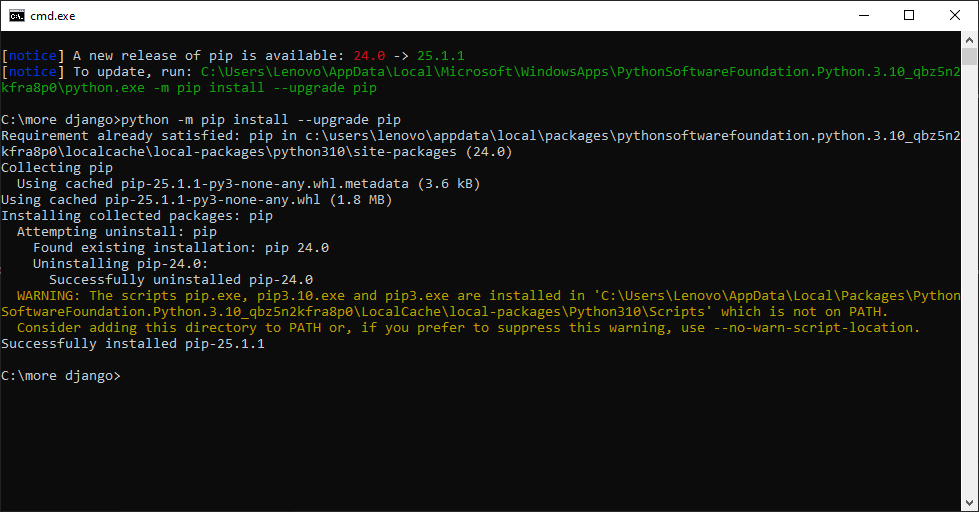 cmd.exe
[notice] A new release of pip is available: 24.0 -> 25.1.1
[notice] To update, run: C:\Users\Lenovo\AppData\Local\Microsoft\WindowsApps\PythonSoftwareFoundation.Python.3.10_qbz5n2
kfra8p0\python.exe -m pip install --upgrade pip
C:\more django>python -m pip install --upgrade pip
Requirement already satisfied: pip in c:\users\lenovo\appdata\local\packages\pythonsoftwarefoundation.python.3.10_qbz5n2
kfra8p0\localcache\local-packages\python310\site-packages (24.0)
Collecting pip
  Using cached pip-25.1.1-py3-none-any.whl.metadata (3.6 kB)
Using cached pip-25.1.1-py3-none-any.whl (1.8 MB)
Installing collected packages: pip
  Attempting uninstall: pip
    Found existing installation: pip 24.0
    Uninstalling pip-24.0:
      Successfully uninstalled pip-24.0
  WARNING: The scripts pip.exe, pip3.10.exe and pip3.exe are installed in 'C:\Users\Lenovo\AppData\Local\Packages\Python
SoftwareFoundation.Python.3.10_qbz5n2kfra8p0\LocalCache\local-packages\Python310\Scripts' which is not on PATH.
  Consider adding this directory to PATH or, if you prefer to suppress this warning, use --no-warn-script-location.
Successfully installed pip-25.1.1
C:\more django>